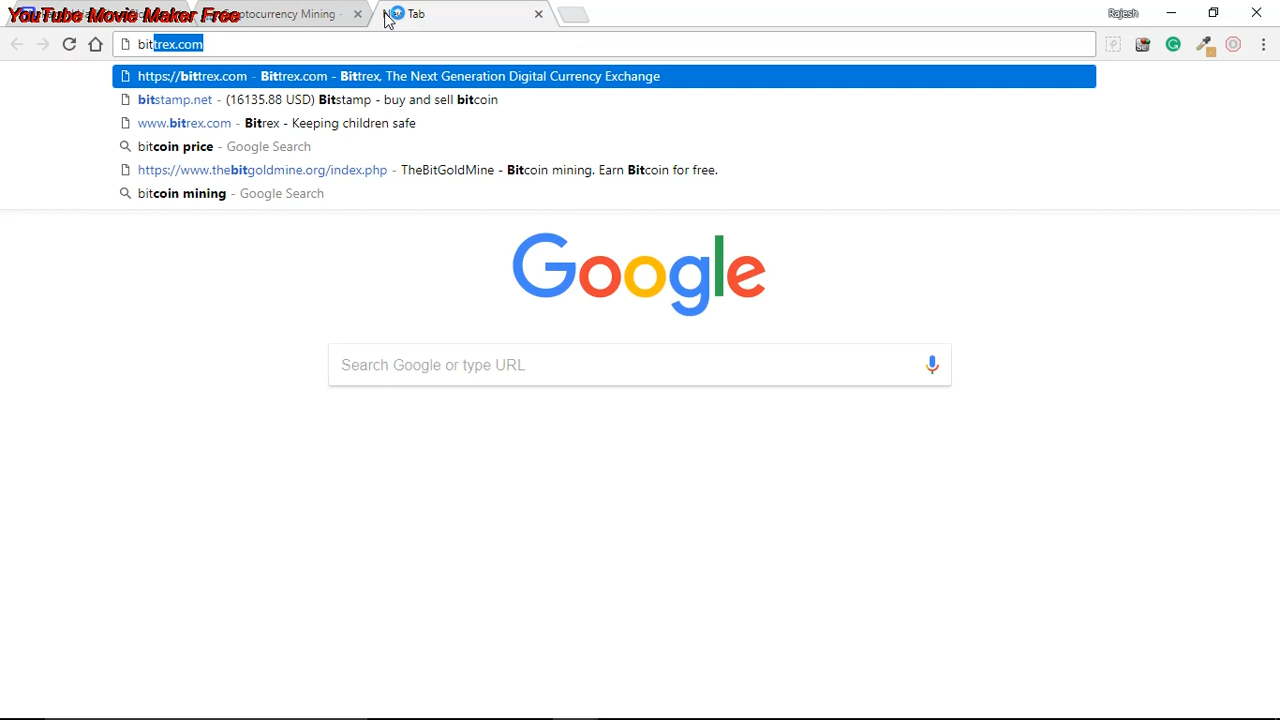 YouTube Movie Maker Free
Cryptocurrency Mining -
Tab
Rajesh
bittrex.com
https://bittrex.com - Bittrex.com - Bittrex, The Next Generation Digital Currency Exchange
bitstamp.net - (16135.88 USD) Bitstamp - buy and sell bitcoin
www.bitrex.com - Bitrex - Keeping children safe
bitcoin price - Google Search
https://www.thebitgoldmine.org/index.php - TheBitGoldMine - Bitcoin mining. Earn Bitcoin for free.
bitcoin mining - Google Search
Google
Search Google or type URL